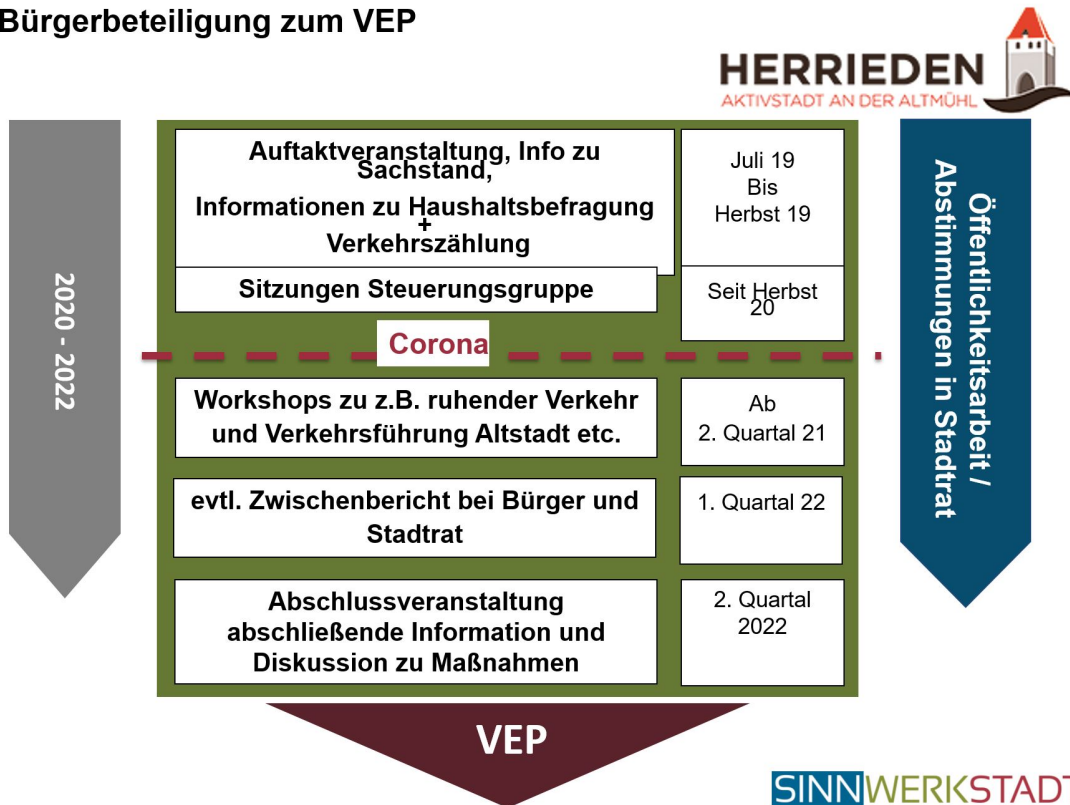 Bürgerbeteiligung zum VEP
HERRIEDEN
AKTIVSTADT AN DER ALTMÜHL
2020 - 2022
Auftaktveranstaltung, Info zu
Sachstand,
Informationen zu Haushaltsbefragung
+
Verkehrszählung
Juli 19
Bis
Herbst 19
Sitzungen Steuerungsgruppe
Seit Herbst
20
Corona
Workshops zu z.B. ruhender Verkehr
und Verkehrsführung Altstadt etc.
Ab
2. Quartal 21
evtl. Zwischenbericht bei Bürger und
Stadtrat
1. Quartal 22
Abschlussveranstaltung
abschließende Information und
Diskussion zu Maßnahmen
2. Quartal
2022
Öffentlichkeitsarbeit /
Abstimmungen in Stadtrat
VEP
SINNWERKSTADT